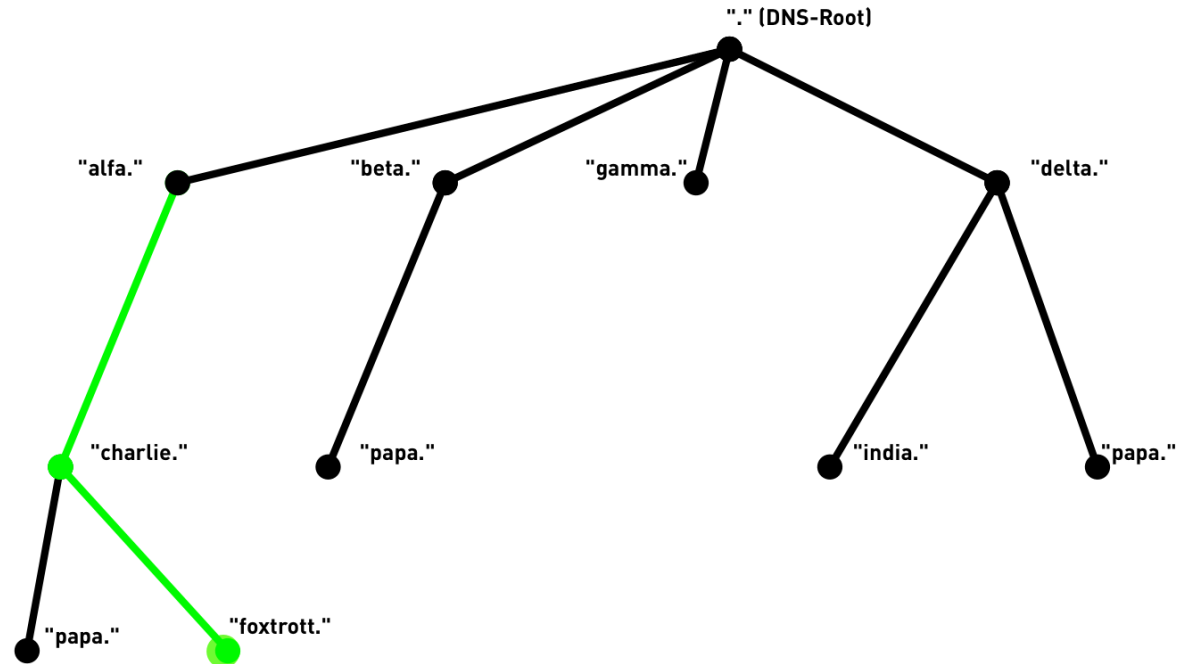 "." (DNS-Root)
"alfa."
"beta."
"gamma."
"delta."
"charlie."
"papa."
"india."
"papa."
"papa."
"foxtrott."